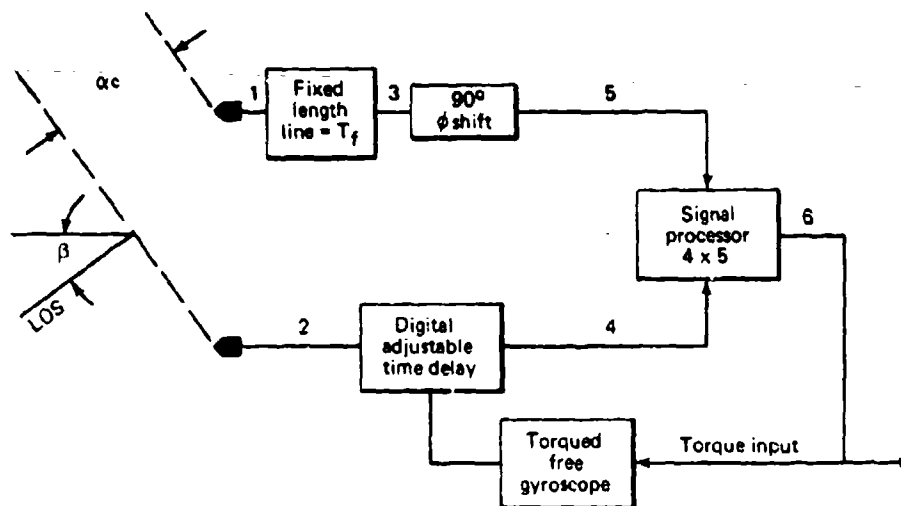 αc
1
Fixed
length
line = T_f
3
90°
ϕ shift
5
Signal
processor
4 x 5
6
β
LOS
2
Digital
adjustable
time delay
4
Torqued
free
gyroscope
Torque input